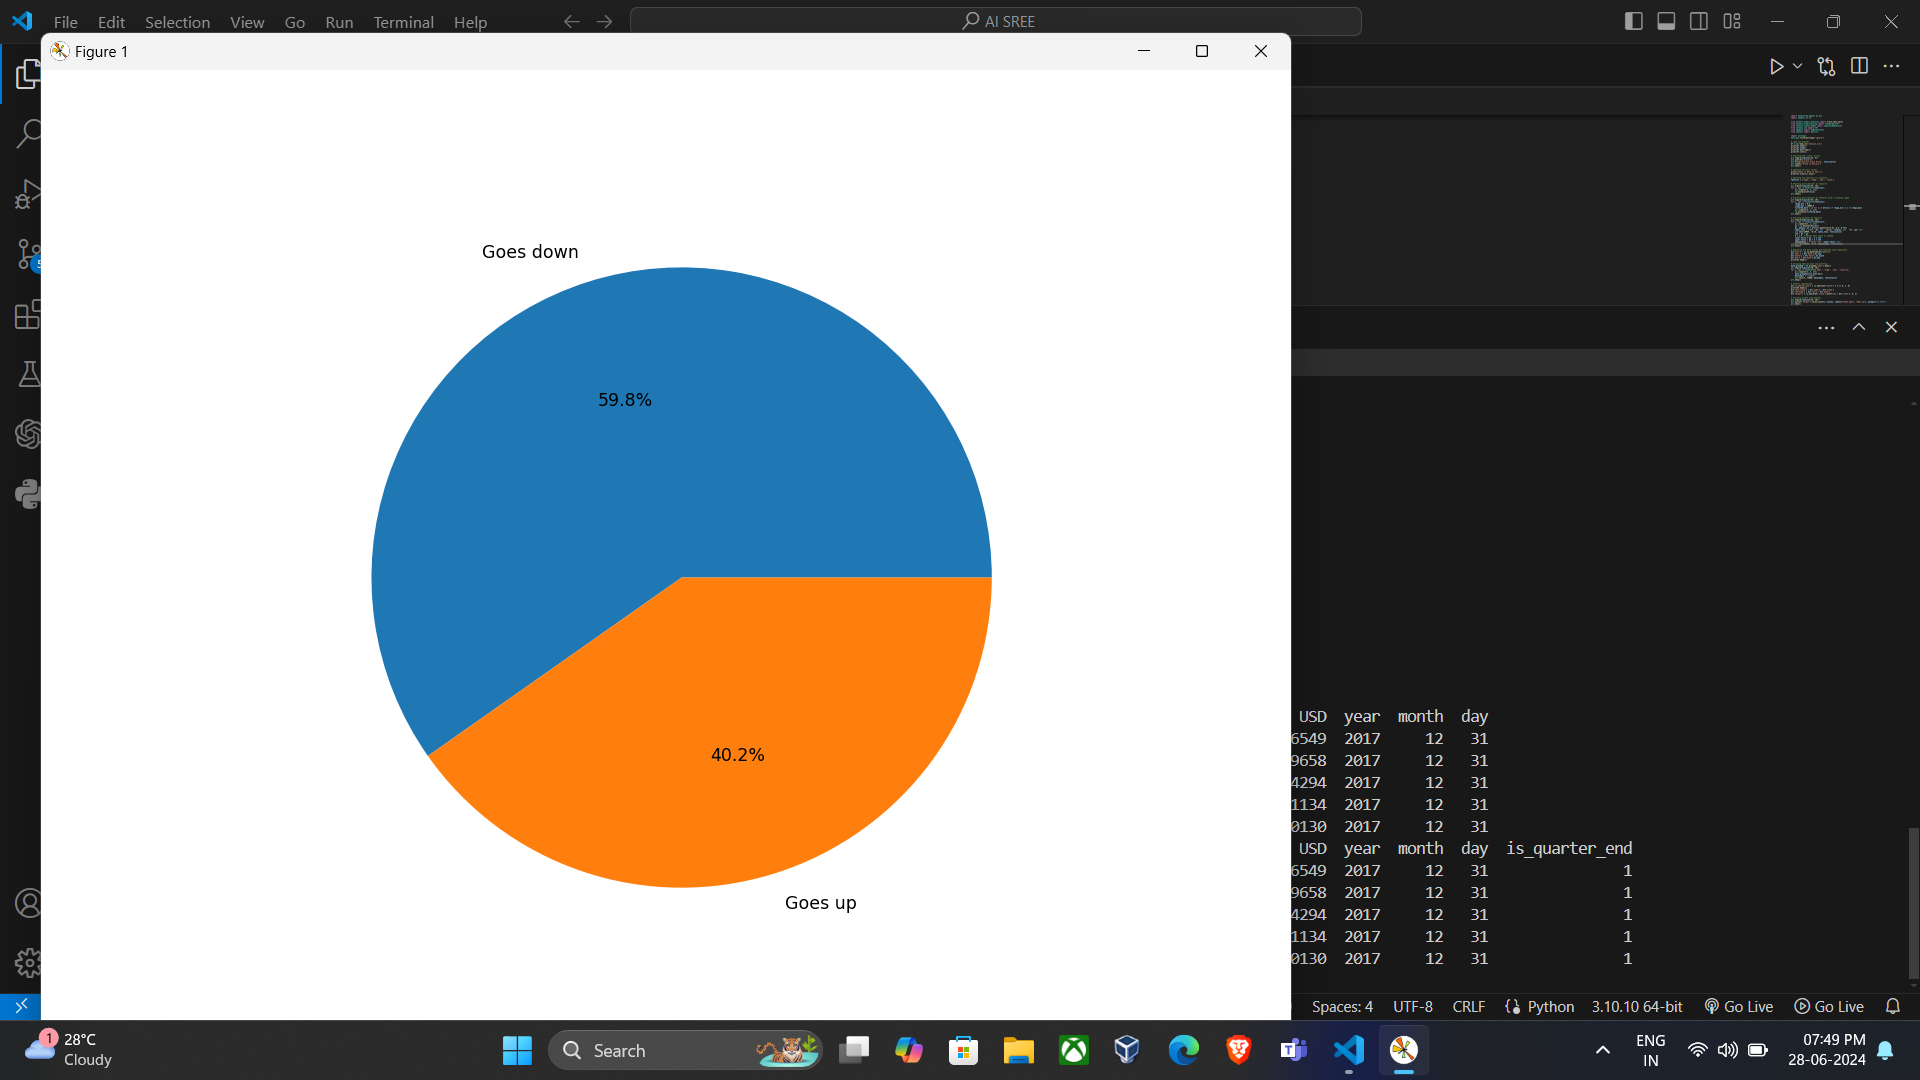 File Edit Selection View Go Run Terminal Help
AI SREE
Figure 1
Goes down
59.8%
40.2%
Goes up
USD year month day
6549 2017 12 31
9658 2017 12 31
4294 2017 12 31
1134 2017 12 31
0130 2017 12 31
USD year month day is_quarter_end
6549 2017 12 31 1
9658 2017 12 31 1
4294 2017 12 31 1
1134 2017 12 31 1
0130 2017 12 31 1
Spaces: 4 UTF-8 CRLF Python 3.10.10 64-bit Go Live Go Live
1
28°C
Cloudy
Search
ENG
IN
07:49 PM
28-06-2024